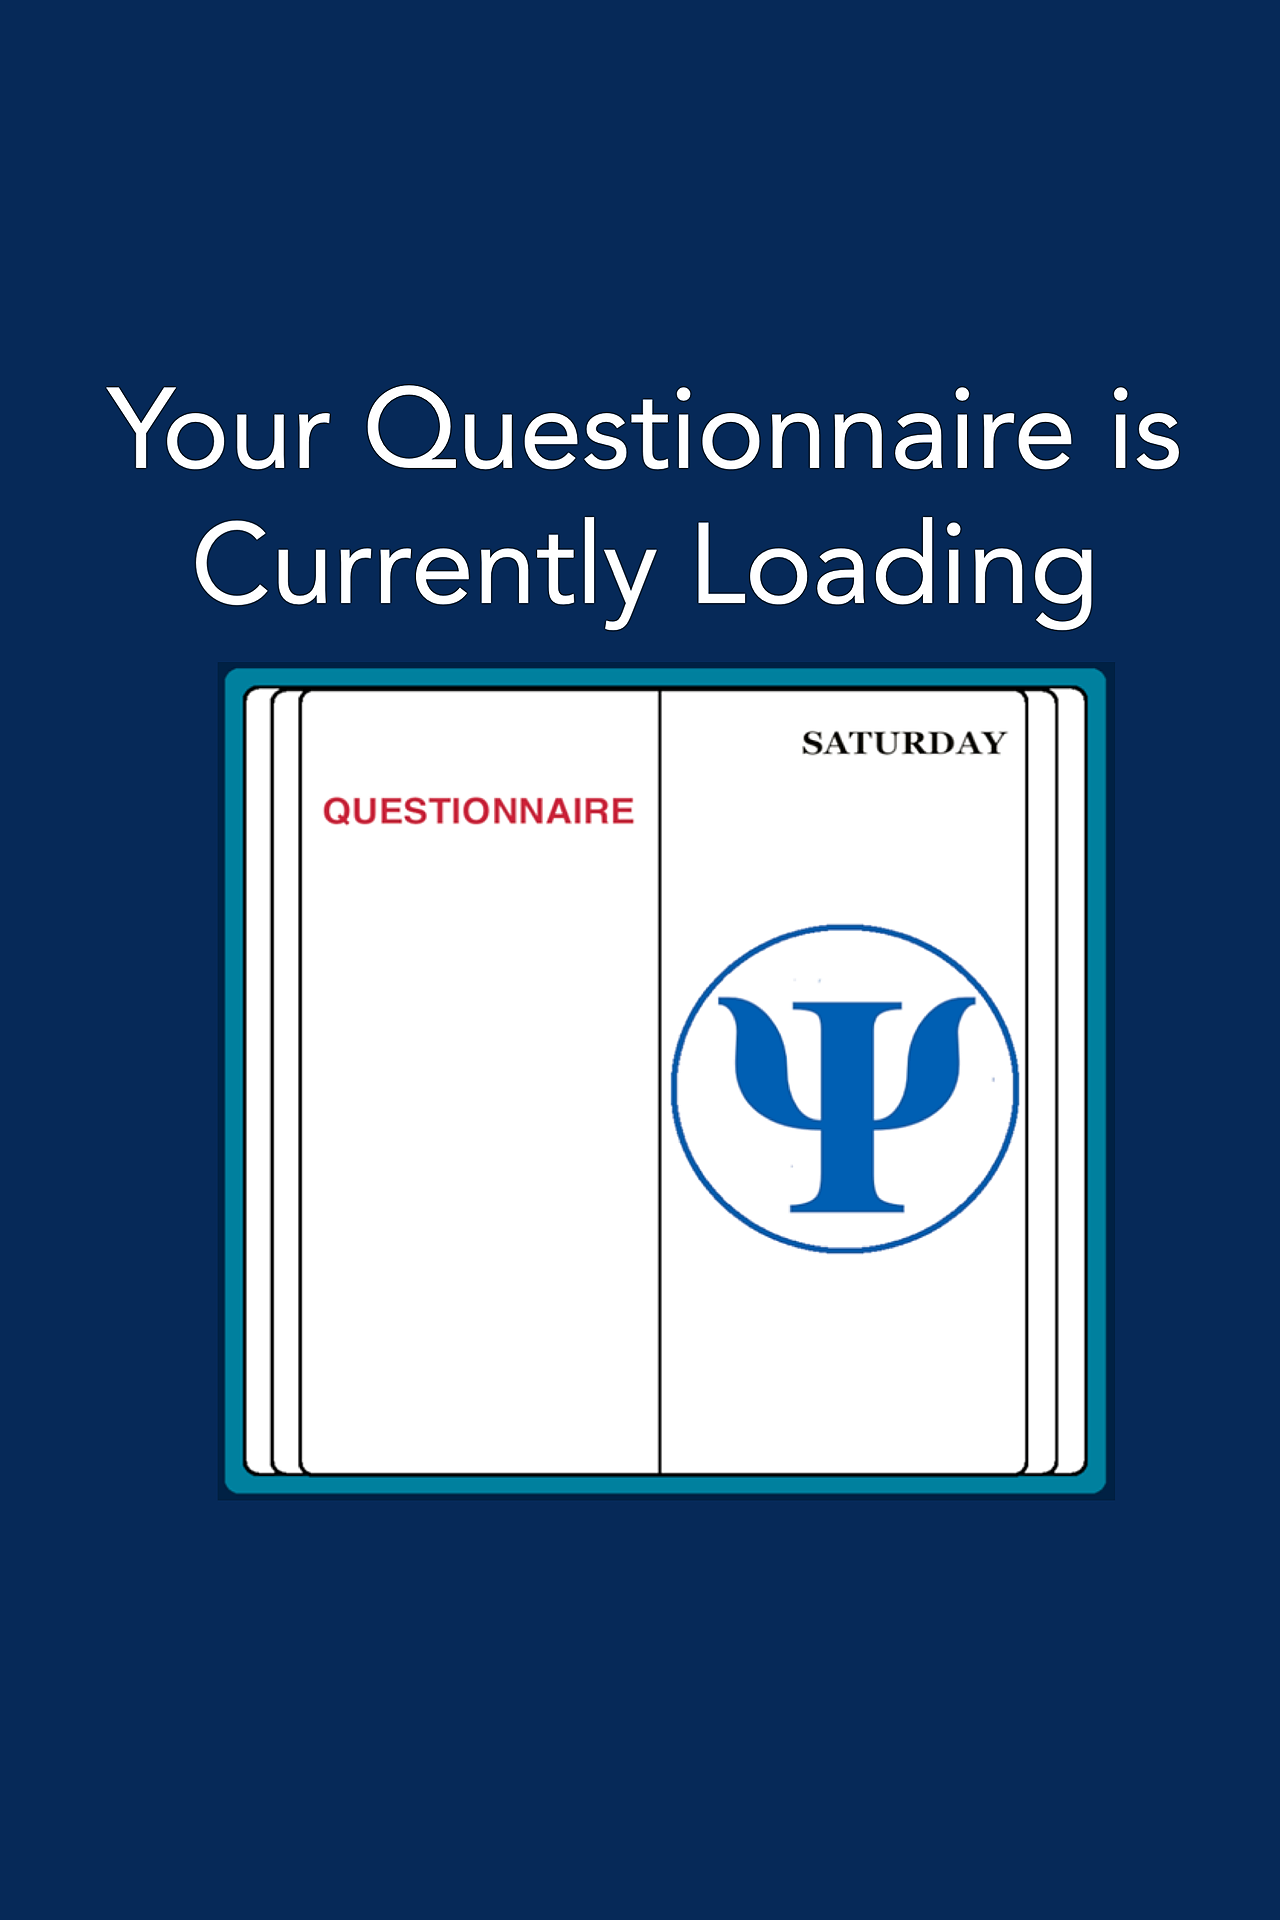 Your Questionnaire is
Currently Loading
SATURDAY
QUESTIONNAIRE
Ψ